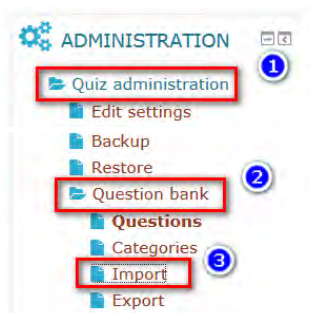 ADMINISTRATION
1
Quiz administration
Edit settings
Backup
Restore
2
Question bank
Questions
Categories
3
Import
Export